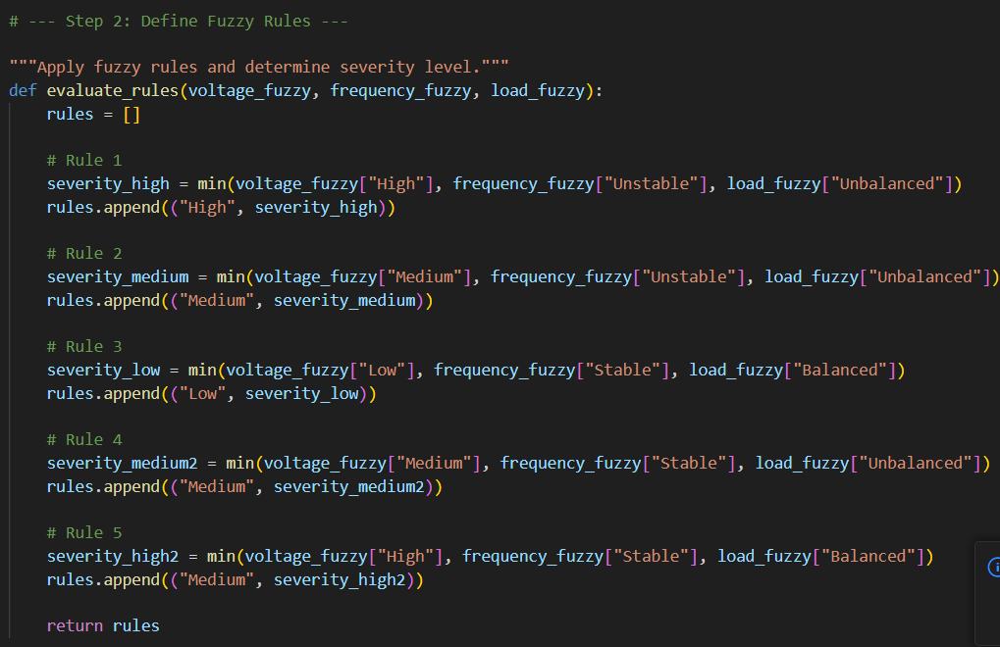 # --- Step 2: Define Fuzzy Rules ---
"""Apply fuzzy rules and determine severity level."""
def evaluate_rules(voltage_fuzzy, frequency_fuzzy, load_fuzzy):
    rules = []
    # Rule 1
    severity_high = min(voltage_fuzzy["High"], frequency_fuzzy["Unstable"], load_fuzzy["Unbalanced"])
    rules.append(("High", severity_high))
    # Rule 2
    severity_medium = min(voltage_fuzzy["Medium"], frequency_fuzzy["Unstable"], load_fuzzy["Unbalanced"])
    rules.append(("Medium", severity_medium))
    # Rule 3
    severity_low = min(voltage_fuzzy["Low"], frequency_fuzzy["Stable"], load_fuzzy["Balanced"])
    rules.append(("Low", severity_low))
    # Rule 4
    severity_medium2 = min(voltage_fuzzy["Medium"], frequency_fuzzy["Stable"], load_fuzzy["Unbalanced"])
    rules.append(("Medium", severity_medium2))
    # Rule 5
    severity_high2 = min(voltage_fuzzy["High"], frequency_fuzzy["Stable"], load_fuzzy["Balanced"])
    rules.append(("Medium", severity_high2))
    return rules